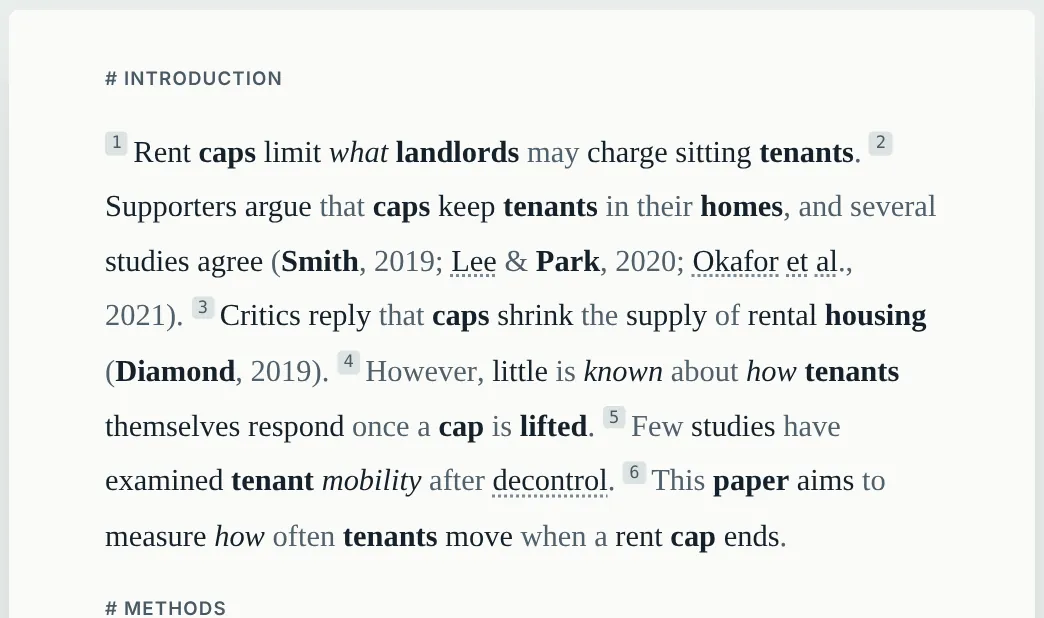 # INTRODUCTION
1 Rent caps limit what landlords may charge sitting tenants. 2
Supporters argue that caps keep tenants in their homes, and several
studies agree (Smith, 2019; Lee & Park, 2020; Okafor et al.,
2021). 3 Critics reply that caps shrink the supply of rental housing
(Diamond, 2019). 4 However, little is known about how tenants
themselves respond once a cap is lifted. 5 Few studies have
examined tenant mobility after decontrol. 6 This paper aims to
measure how often tenants move when a rent cap ends.
# METHODS